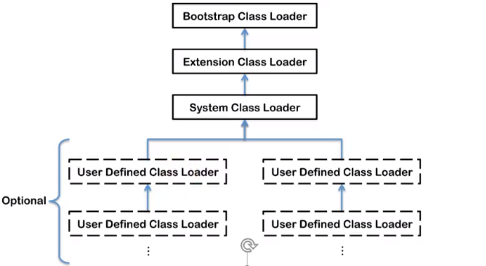 Bootstrap Class Loader
Extension Class Loader
System Class Loader
User Defined Class Loader
User Defined Class Loader
Optional
User Defined Class Loader
User Defined Class Loader
⋮
⋮